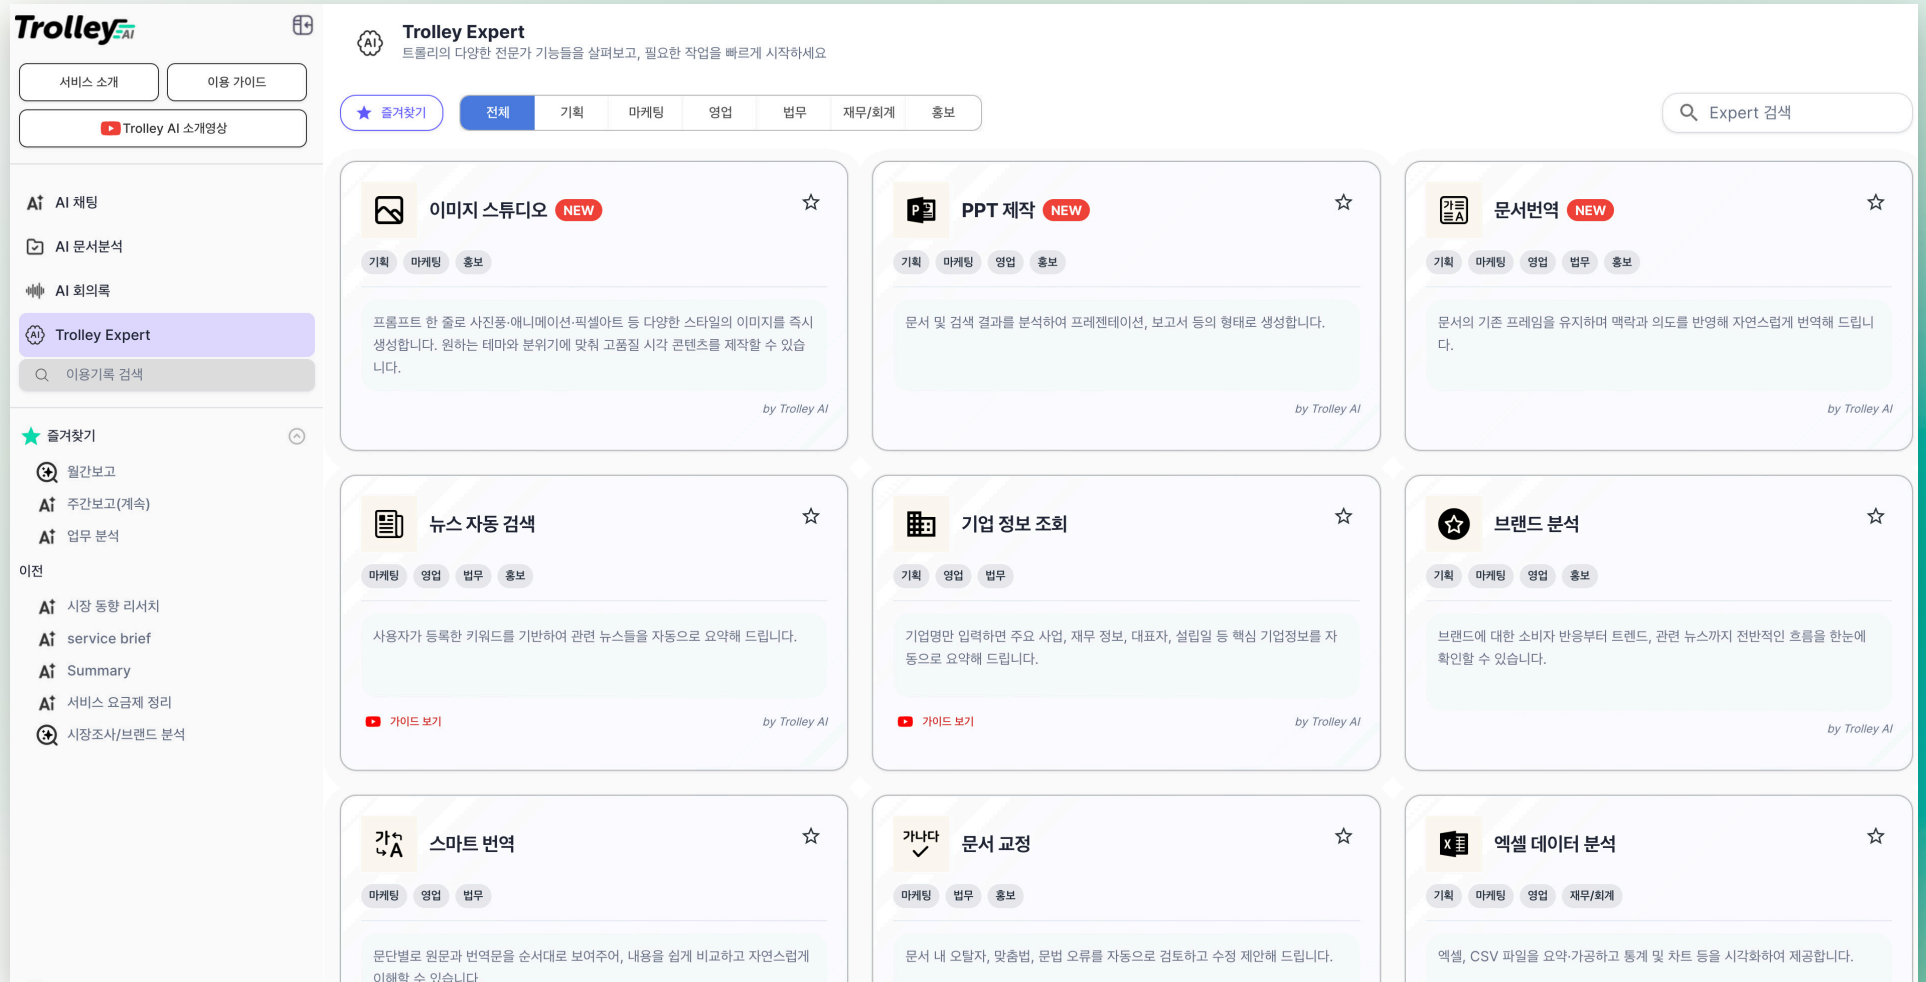 Trolley AI
서비스 소개
이용 가이드
Trolley AI 소개영상
AI 채팅
AI 문서분석
AI 회의록
Trolley Expert
이용기록 검색
즐겨찾기
월간보고
주간보고(계속)
업무 분석
이전
시장 동향 리서치
service brief
Summary
서비스 요금제 정리
시장조사/브랜드 분석
Trolley Expert
트롤리의 다양한 전문가 기능들을 살펴보고, 필요한 작업을 빠르게 시작하세요
즐겨찾기 전체 기획 마케팅 영업 법무 재무/회계 홍보
Expert 검색
이미지 스튜디오 NEW
기획 마케팅 홍보
프롬프트 한 줄로 사진풍·애니메이션·픽셀아트 등 다양한 스타일의 이미지를 즉시
생성합니다. 원하는 테마와 분위기에 맞춰 고품질 시각 콘텐츠를 제작할 수 있습
니다.
by Trolley AI
PPT 제작 NEW
기획 마케팅 영업 홍보
문서 및 검색 결과를 분석하여 프레젠테이션, 보고서 등의 형태로 생성합니다.
by Trolley AI
문서번역 NEW
기획 마케팅 영업 법무 홍보
문서의 기존 프레임을 유지하며 맥락과 의도를 반영해 자연스럽게 번역해 드립니
다.
by Trolley AI
뉴스 자동 검색
마케팅 영업 법무 홍보
사용자가 등록한 키워드를 기반하여 관련 뉴스들을 자동으로 요약해 드립니다.
가이드 보기
by Trolley AI
기업 정보 조회
기획 영업 법무
기업명만 입력하면 주요 사업, 재무 정보, 대표자, 설립일 등 핵심 기업정보를 자
동으로 요약해 드립니다.
가이드 보기
by Trolley AI
브랜드 분석
기획 마케팅 영업 홍보
브랜드에 대한 소비자 반응부터 트렌드, 관련 뉴스까지 전반적인 흐름을 한눈에
확인할 수 있습니다.
by Trolley AI
가 A
스마트 번역
마케팅 영업 법무
문단별로 원문과 번역문을 순서대로 보여주어, 내용을 쉽게 비교하고 자연스럽게
이해할 수 있습니다
가나다
문서 교정
마케팅 법무 홍보
문서 내 오탈자, 맞춤법, 문법 오류를 자동으로 검토하고 수정 제안해 드립니다.
엑셀 데이터 분석
기획 마케팅 영업 재무/회계
엑셀, CSV 파일을 요약·가공하고 통계 및 차트 등을 시각화하여 제공합니다.